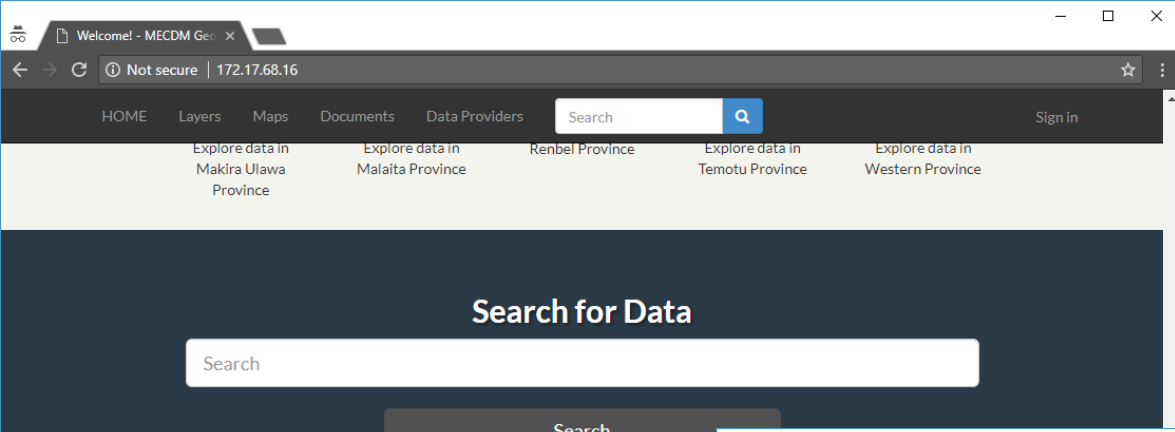 Welcome! - MECDM Geo
Not secure | 172.17.68.16
HOME Layers Maps Documents Data Providers Search Sign in
Explore data in Makira Ulawa Province
Explore data in Malaita Province
Renbel Province
Explore data in Temotu Province
Explore data in Western Province
Search for Data
Search
Search